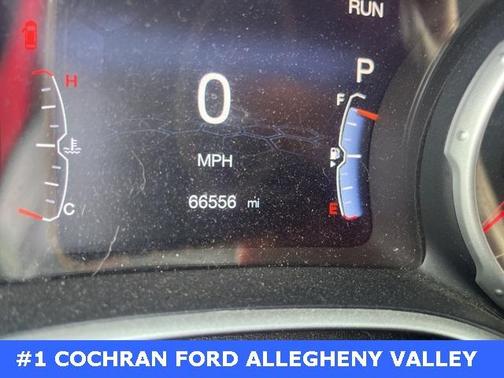 RUN
P
H
F
0
MPH
66556 mi
C
E
#1 COCHRAN FORD ALLEGHENY VALLEY